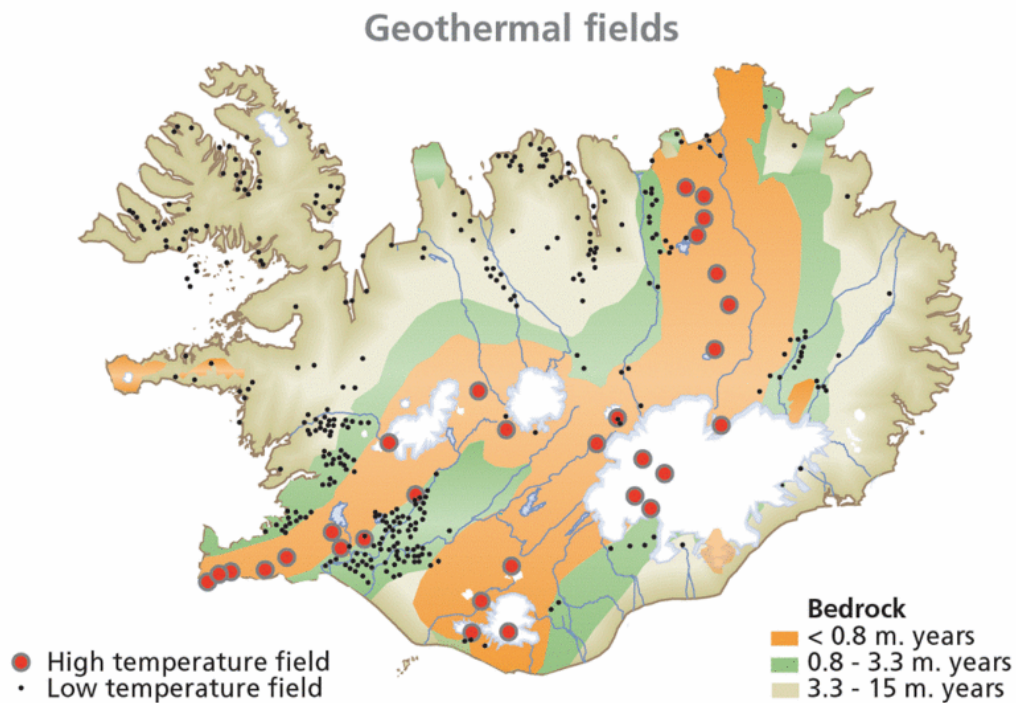 Geothermal fields
High temperature field
Low temperature field
Bedrock
< 0.8 m. years
0.8 - 3.3 m. years
3.3 - 15 m. years